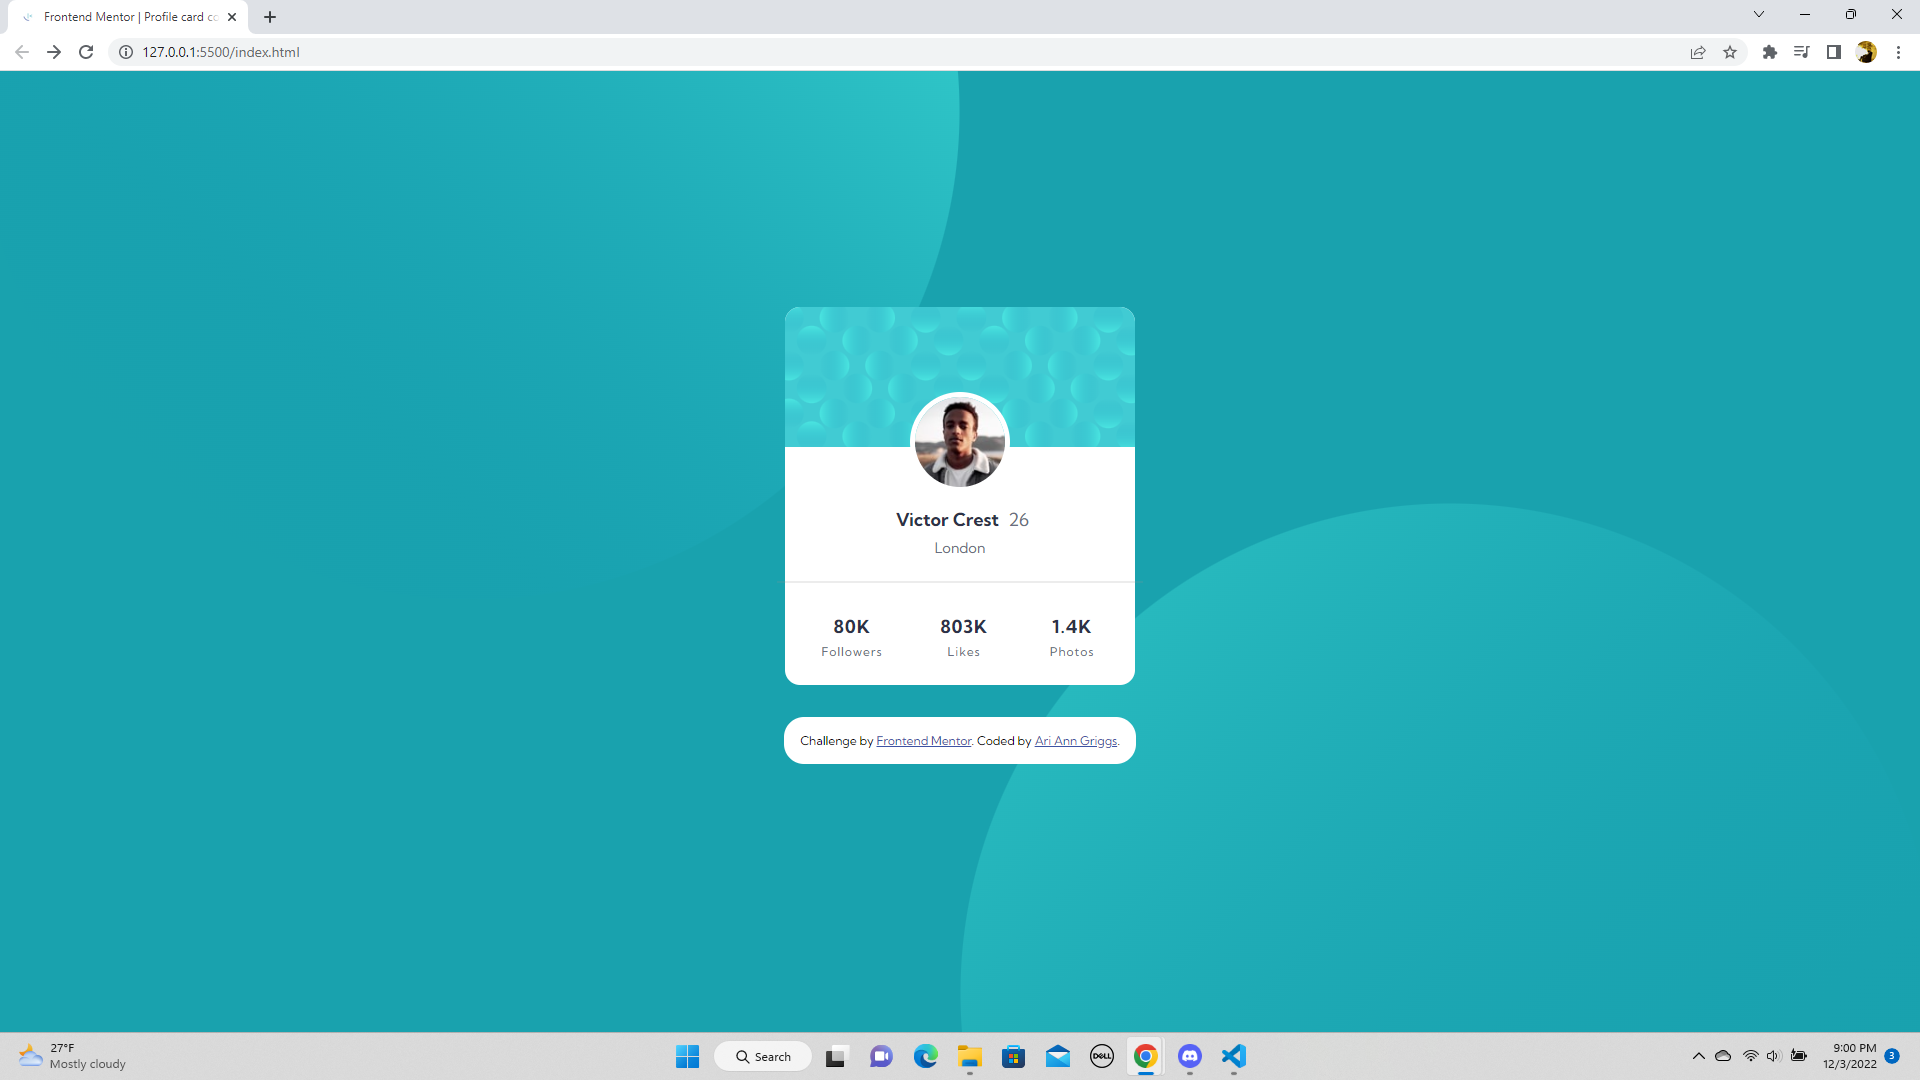 Frontend Mentor | Profile card co
127.0.0.1:5500/index.html
Victor Crest 26
London
80K 803K 1.4K
Followers Likes Photos
Challenge by Frontend Mentor. Coded by Ari Ann Griggs.
27°F
Mostly cloudy
Search
DELL
9:00 PM
12/3/2022
3